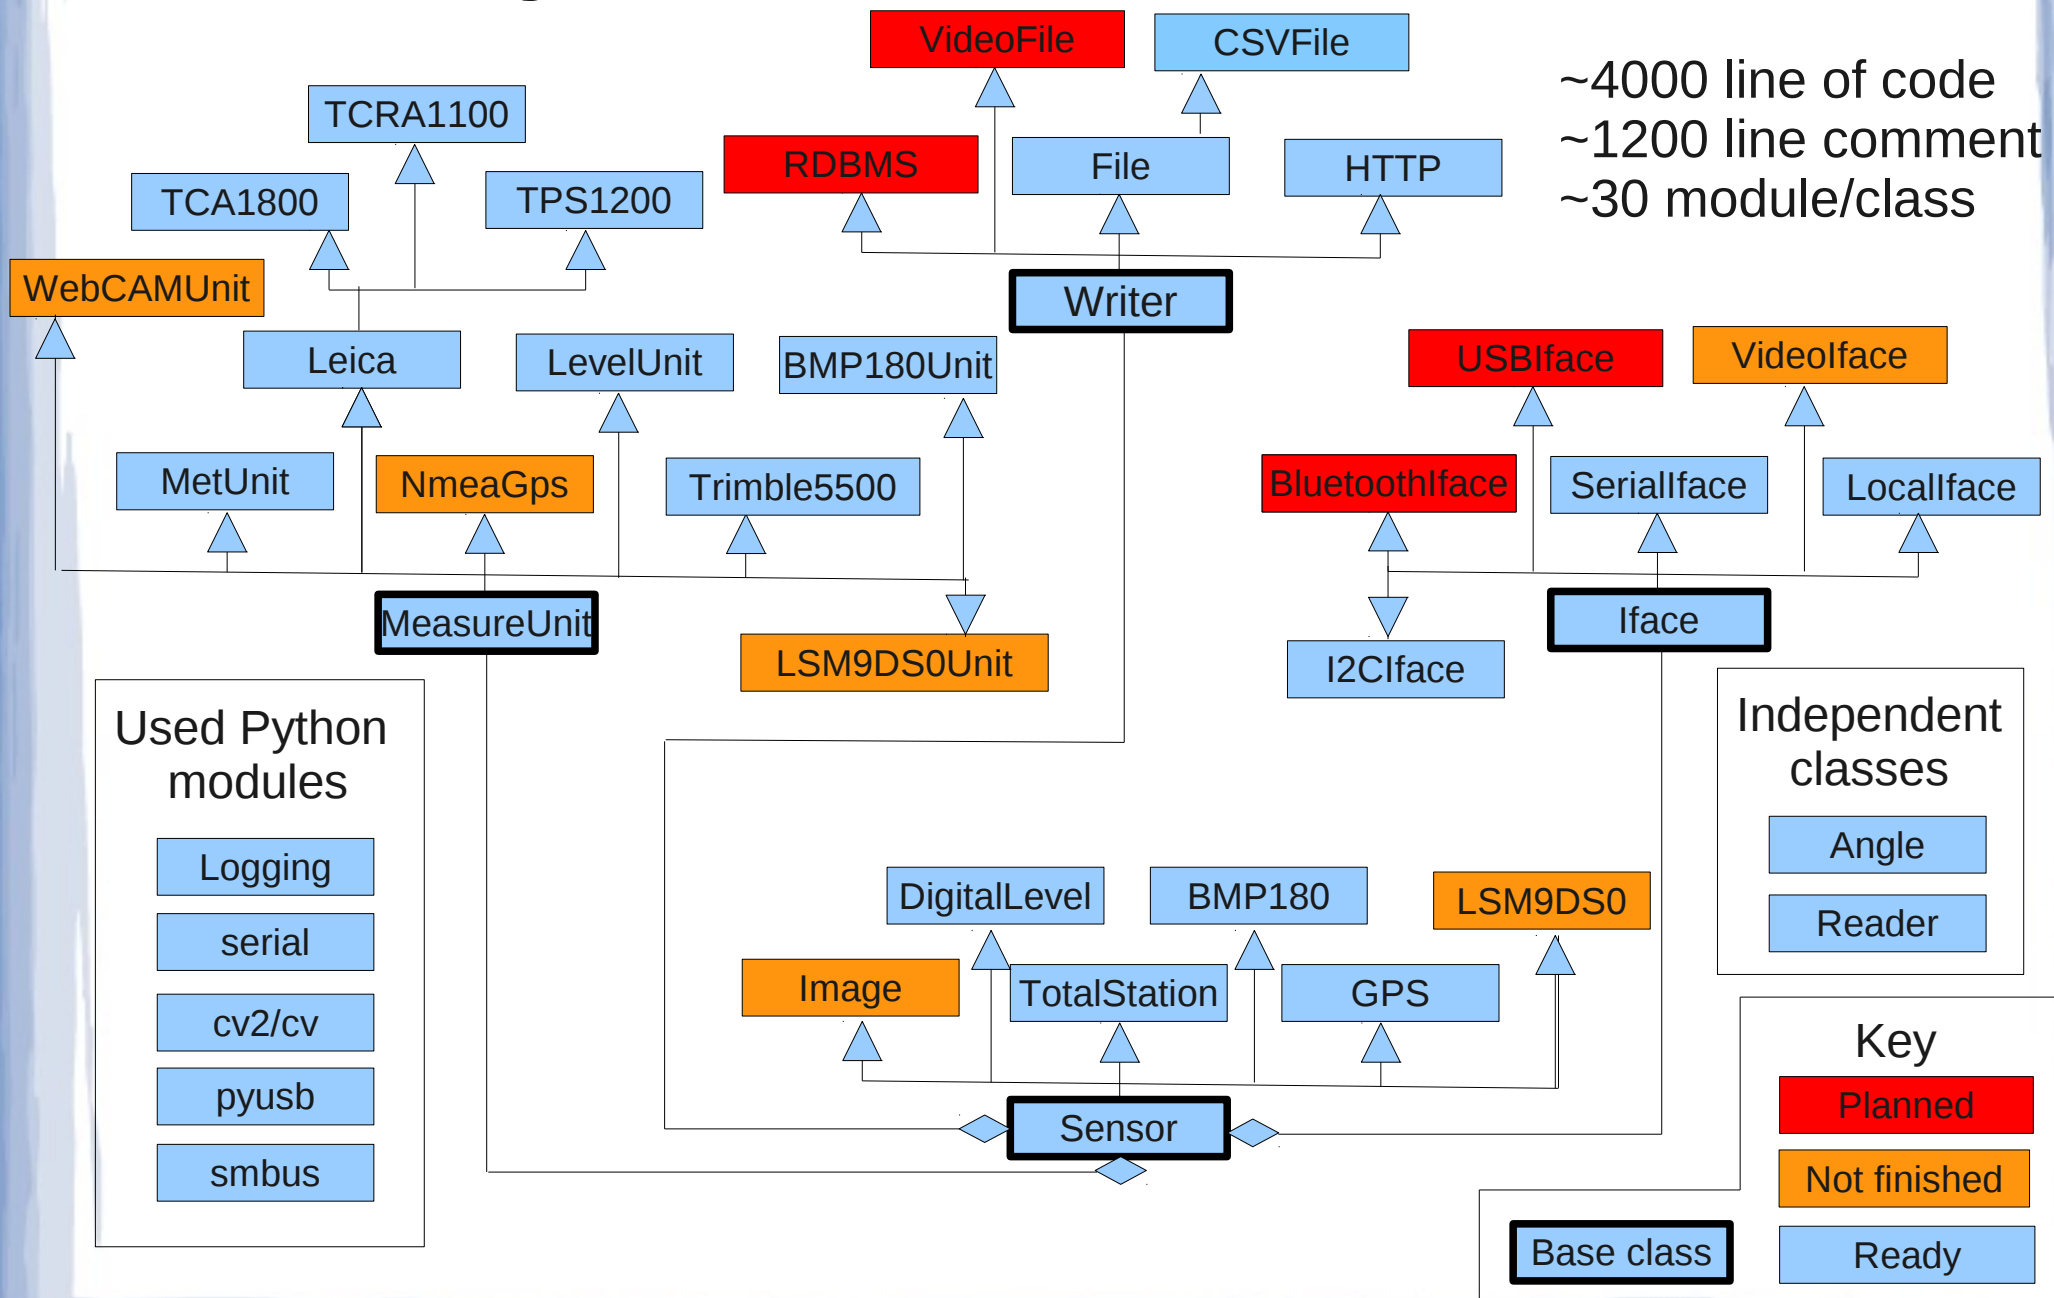 VideoFile
CSVFile
~4000 line of code
~1200 line comment
~30 module/class
TCRA1100
RDBMS
File
HTTP
TCA1800
TPS1200
WebCAMUnit
Writer
Leica
LevelUnit
BMP180Unit
USBIface
VideoIface
MetUnit
NmeaGps
Trimble5500
BluetoothIface
SerialIface
LocalIface
MeasureUnit
LSM9DS0Unit
Iface
I2CIface
Used Python
modules
Logging
serial
cv2/cv
pyusb
smbus
Independent
classes
Angle
Reader
DigitalLevel
BMP180
LSM9DS0
Image
TotalStation
GPS
Sensor
Key
Planned
Not finished
Base class
Ready